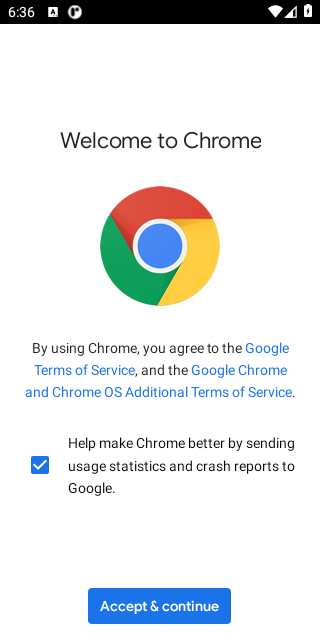 6:36
Welcome to Chrome
By using Chrome, you agree to the Google
Terms of Service, and the Google Chrome
and Chrome OS Additional Terms of Service.
Help make Chrome better by sending
usage statistics and crash reports to
Google.
Accept & continue